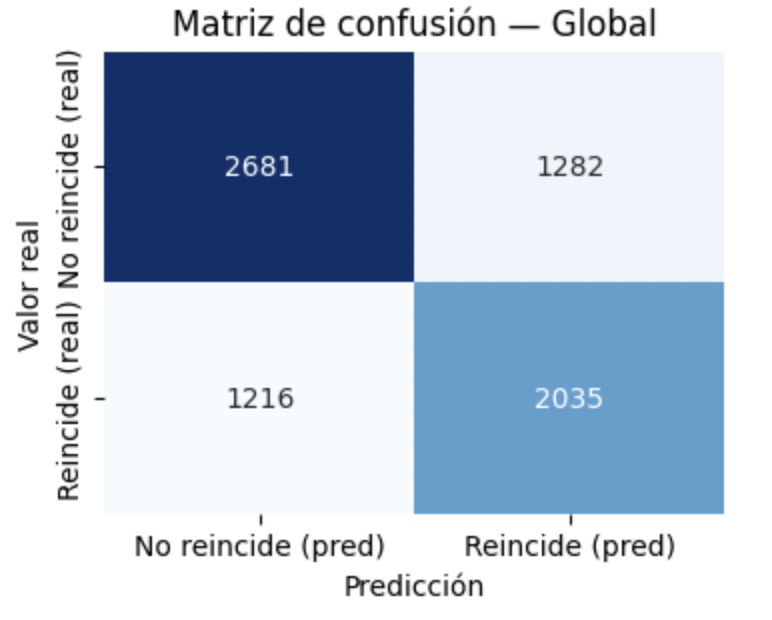 Matriz de confusión — Global
Valor real
No reincide (real)
2681 1282
Reincide (real)
1216 2035
No reincide (pred) Reincide (pred)
Predicción